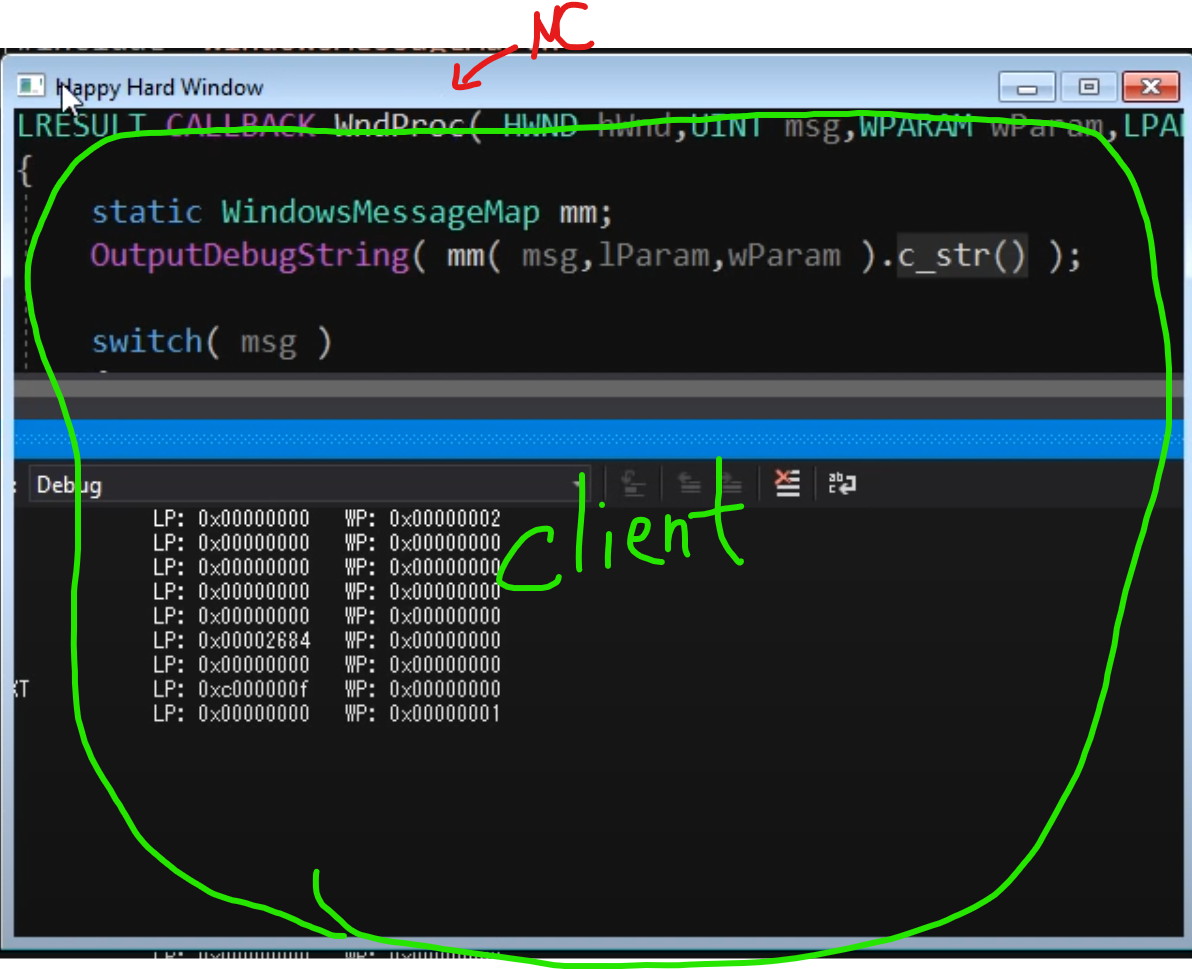 NC
Happy Hard Window
LRESULT CALLBACK WndProc( HWND hWnd,UINT msg,WPARAM wParam,LPA
{
static WindowsMessageMap mm;
OutputDebugString( mm( msg,lParam,wParam ).c_str() );
switch( msg )
Debug
LP: 0x00000000 WP: 0x00000002
LP: 0x00000000 WP: 0x00000000
LP: 0x00000000 WP: 0x00000000
LP: 0x00000000 WP: 0x00000000
LP: 0x00000000 WP: 0x00000000
LP: 0x00002684 WP: 0x00000000
LP: 0x00000000 WP: 0x00000000
XT LP: 0xc000000f WP: 0x00000000
LP: 0x00000000 WP: 0x00000001
client